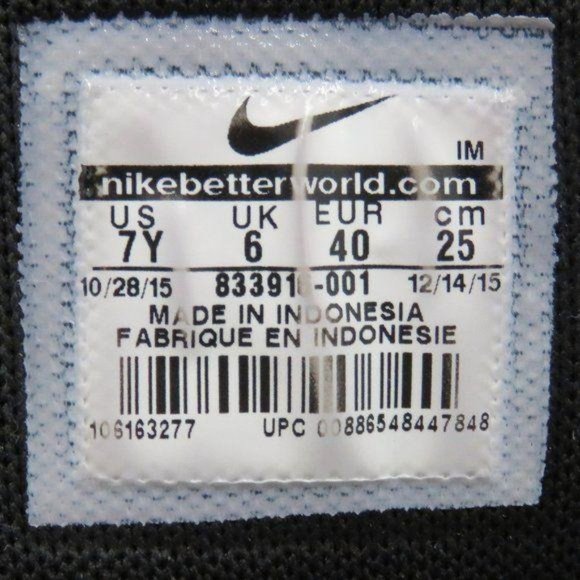 IM
nikebetterworld.com
US UK EUR cm
7Y 6 40 25
10/28/15 12/14/15
MADE IN INDONESIA
FABRIQUE EN INDONESIE
106163277 UPC 00886548447848